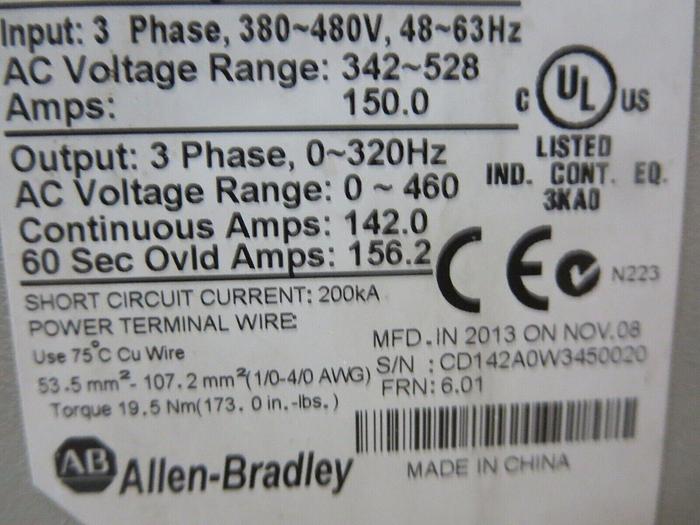 Input: 3 Phase, 380~480V, 48~63Hz
AC Voltage Range: 342~528
Amps: 150.0
Output: 3 Phase, 0~320Hz
AC Voltage Range: 0 ~ 460
Continuous Amps: 142.0
60 Sec Ovld Amps: 156.2
C UL US
LISTED
IND. CONT. EQ.
3KA0
CE N223
SHORT CIRCUIT CURRENT: 200kA
POWER TERMINAL WIRE:
Use 75°C Cu Wire
53.5 mm²- 107.2 mm²(1/0-4/0 AWG)
Torque 19.5 Nm(173. 0 in.-lbs. )
MFD. IN 2013 ON NOV.08
S/N : CD142A0W3450020
FRN: 6.01
AB Allen-Bradley
MADE IN CHINA